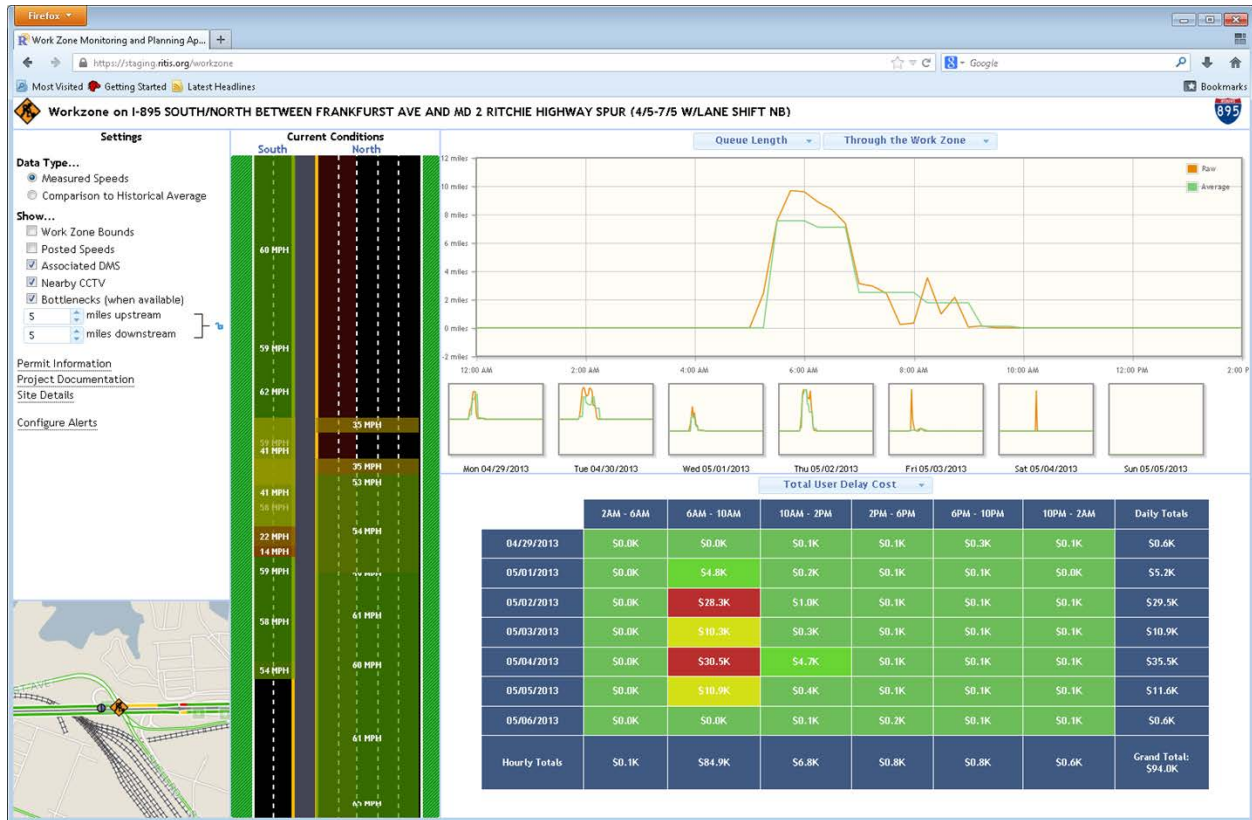 Firefox
Work Zone Monitoring and Planning Ap...
https://staging.ritis.org/workzone
Google
Most Visited
Getting Started
Latest Headlines
Bookmarks
Workzone on I-895 SOUTH/NORTH BETWEEN FRANKFURST AVE AND MD 2 RITCHIE HIGHWAY SPUR (4/5-7/5 W/LANE SHIFT NB)
895
Settings
Data Type...
Measured Speeds
Comparison to Historical Average
Show...
Work Zone Bounds
Posted Speeds
Associated DMS
Nearby CCTV
Bottlenecks (when available)
5 miles upstream
5 miles downstream
Permit Information
Project Documentation
Site Details
Configure Alerts
Current Conditions
South North
60 MPH
59 MPH
62 MPH
35 MPH
59 MPH
41 MPH
35 MPH
53 MPH
41 MPH
58 MPH
22 MPH
54 MPH
14 MPH
59 MPH
58 MPH
61 MPH
54 MPH
60 MPH
61 MPH
65 MPH
Queue Length
Through the Work Zone
12 miles
10 miles
8 miles
6 miles
4 miles
2 miles
0 miles
-2 miles
Raw
Average
12:00 AM 2:00 AM 4:00 AM 6:00 AM 8:00 AM 10:00 AM 12:00 PM 2:00 P
Mon 04/29/2013 Tue 04/30/2013 Wed 05/01/2013 Thu 05/02/2013 Fri 05/03/2013 Sat 05/04/2013 Sun 05/05/2013
Total User Delay Cost
2AM - 6AM 6AM - 10AM 10AM - 2PM 2PM - 6PM 6PM - 10PM 10PM - 2AM Daily Totals
04/29/2013 $0.0K $0.0K $0.1K $0.1K $0.3K $0.1K $0.6K
05/01/2013 $0.0K $4.8K $0.2K $0.1K $0.1K $0.0K $5.2K
05/02/2013 $0.0K $28.3K $1.0K $0.1K $0.1K $0.1K $29.5K
05/03/2013 $0.0K $10.3K $0.3K $0.1K $0.1K $0.1K $10.9K
05/04/2013 $0.0K $30.5K $4.7K $0.1K $0.1K $0.1K $35.5K
05/05/2013 $0.0K $10.9K $0.4K $0.1K $0.1K $0.1K $11.6K
05/06/2013 $0.0K $0.0K $0.1K $0.2K $0.1K $0.1K $0.6K
Hourly Totals $0.1K $84.9K $6.8K $0.8K $0.8K $0.6K Grand Total:
$94.0K